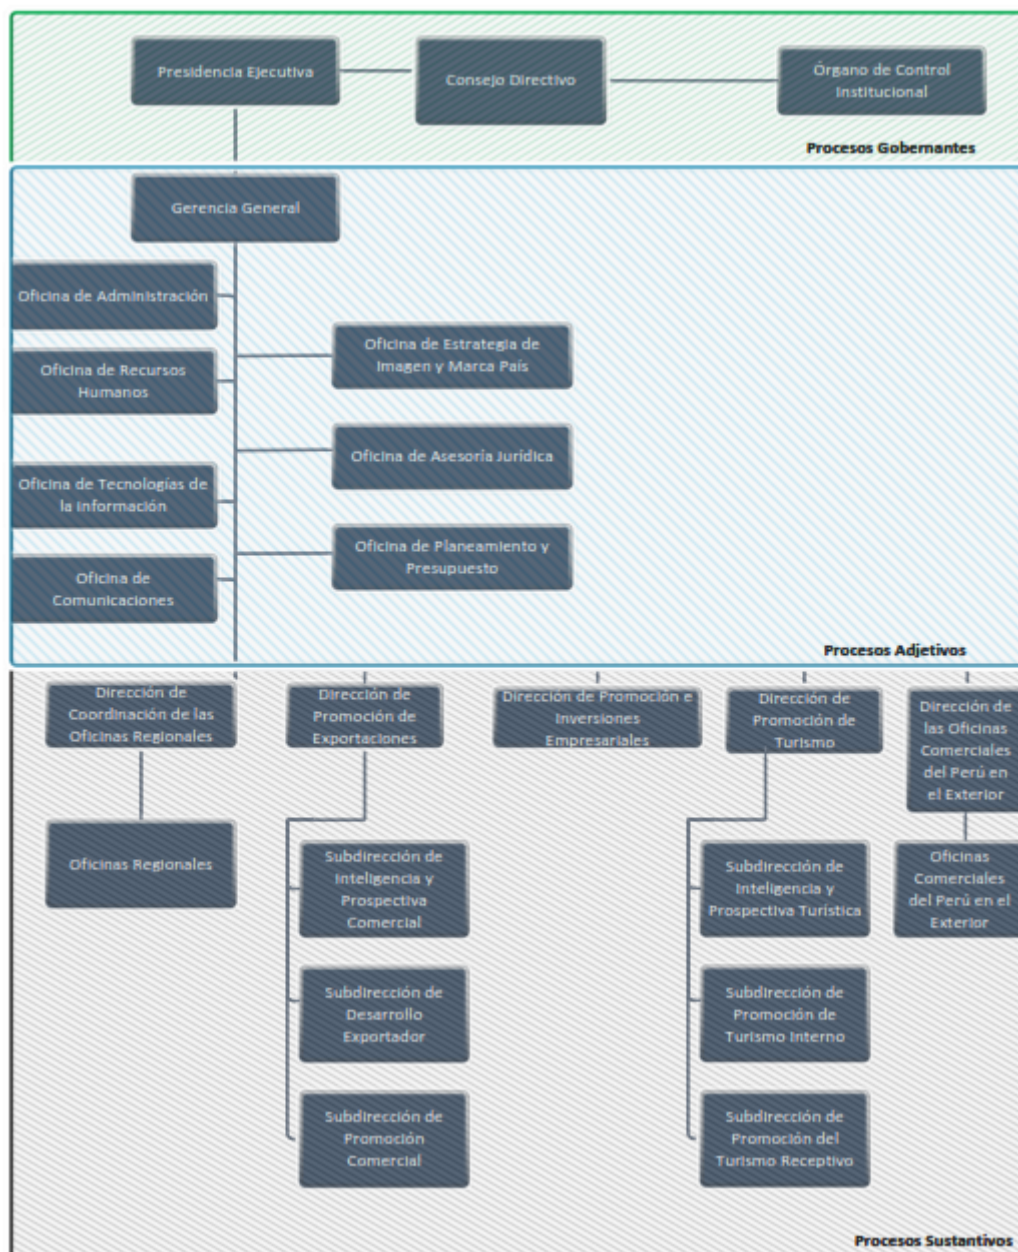 Presidencia Ejecutiva
Consejo Directivo
Órgano de Control
Institucional
Procesos Gobernantes
Gerencia General
Oficina de Administración
Oficina de Recursos
Humanos
Oficina de Tecnologías de
la Información
Oficina de
Comunicaciones
Oficina de Estrategia de
Imagen y Marca País
Oficina de Asesoría Jurídica
Oficina de Planeamiento y
Presupuesto
Procesos Adjetivos
Dirección de
Coordinación de las
Oficinas Regionales
Dirección de
Promoción de
Exportaciones
Dirección de Promoción e
Inversiones
Empresariales
Dirección de
Promoción de
Turismo
Dirección de
las Oficinas
Comerciales
del Perú en
el Exterior
Oficinas Regionales
Subdirección de
Inteligencia y
Prospectiva
Comercial
Subdirección de
Inteligencia y
Prospectiva Turística
Oficinas
Comerciales
del Perú en el
Exterior
Subdirección de
Desarrollo
Exportador
Subdirección de
Promoción de
Turismo Interno
Subdirección de
Promoción
Comercial
Subdirección de
Promoción del
Turismo Receptivo
Procesos Sustantivos